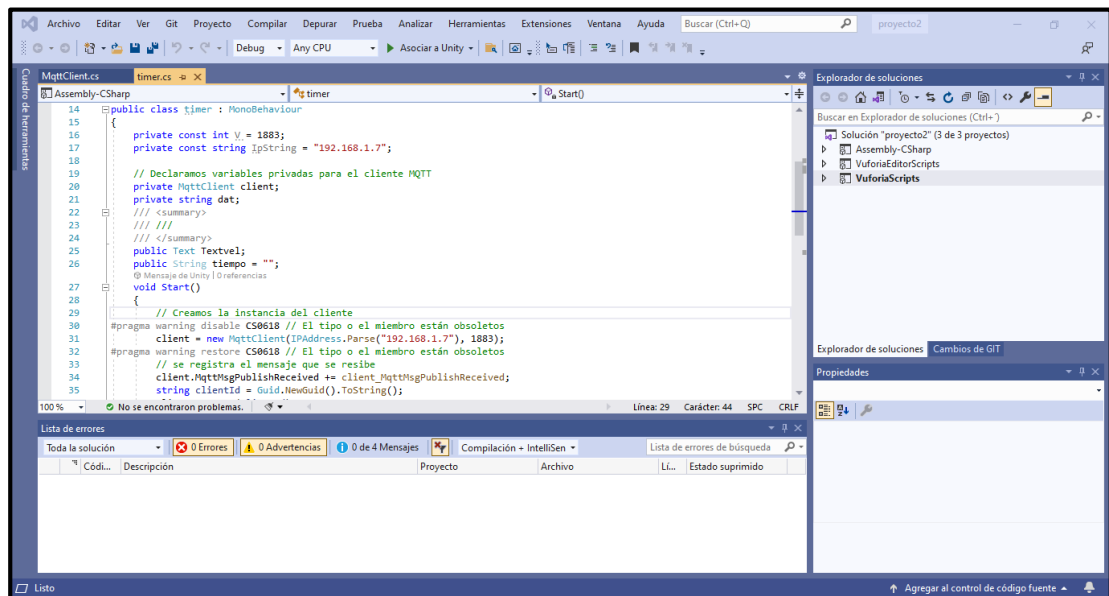 Archivo Editar Ver Git Proyecto Compilar Depurar Prueba Analizar Herramientas Extensiones Ventana Ayuda Buscar (Ctrl+Q) proyecto2
Debug Any CPU Asociar a Unity
Cuadro de herramientas
MqttClient.cs timer.cs
Assembly-CSharp timer Start()
14 public class timer : MonoBehaviour
15 {
16 private const int V = 1883;
17 private const string IpString = "192.168.1.7";
18
19 // Declaramos variables privadas para el cliente MQTT
20 private MqttClient client;
21 private string dat;
22 /// <summary>
23 /// ///
24 /// </summary>
25 public Text Textvel;
26 public String tiempo = "";
Mensaje de Unity | 0 referencias
27 void Start()
28 {
29 // Creamos la instancia del cliente
30 #pragma warning disable CS0618 // El tipo o el miembro están obsoletos
31 client = new MqttClient(IPAddress.Parse("192.168.1.7"), 1883);
32 #pragma warning restore CS0618 // El tipo o el miembro están obsoletos
33 // se registra el mensaje que se resibe
34 client.MqttMsgPublishReceived += client_MqttMsgPublishReceived;
35 string clientId = Guid.NewGuid().ToString();
100 % No se encontraron problemas. Línea: 29 Carácter: 44 SPC CRLF
Explorador de soluciones
Buscar en Explorador de soluciones (Ctrl+´)
Solución "proyecto2" (3 de 3 proyectos)
Assembly-CSharp
VuforiaEditorScripts
VuforiaScripts
Explorador de soluciones Cambios de GIT
Propiedades
Lista de errores
Toda la solución 0 Errores 0 Advertencias 0 de 4 Mensajes Compilación + IntelliSen Lista de errores de búsqueda
Códi... Descripción Proyecto Archivo Lí... Estado suprimido
Listo Agregar al control de código fuente